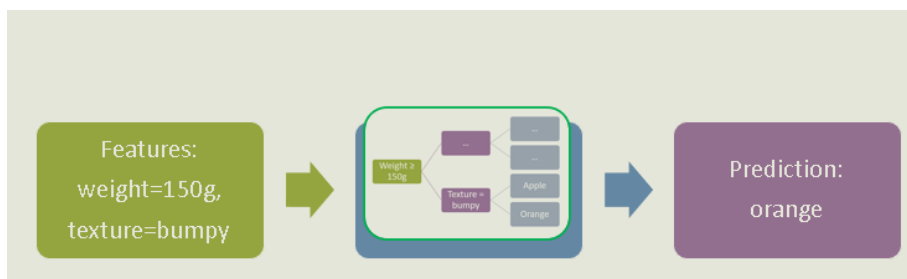 Features:
weight=150g,
texture=bumpy
Weight ≥
150g
...
Texture =
bumpy
...
...
Apple
Orange
Prediction:
orange